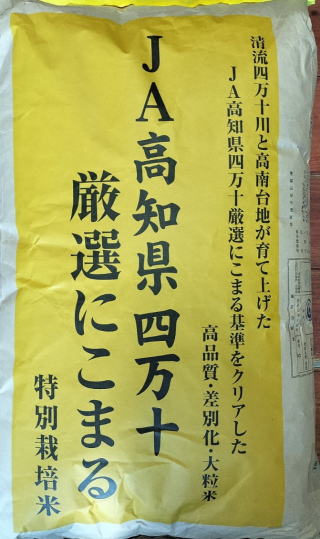 清流四万十川と高南台地が育て上げた
JA高知県四万十厳選にこまる基準をクリアした
高品質・差別化・大粒米
JA高知県四万十
厳選にこまる
特別栽培米